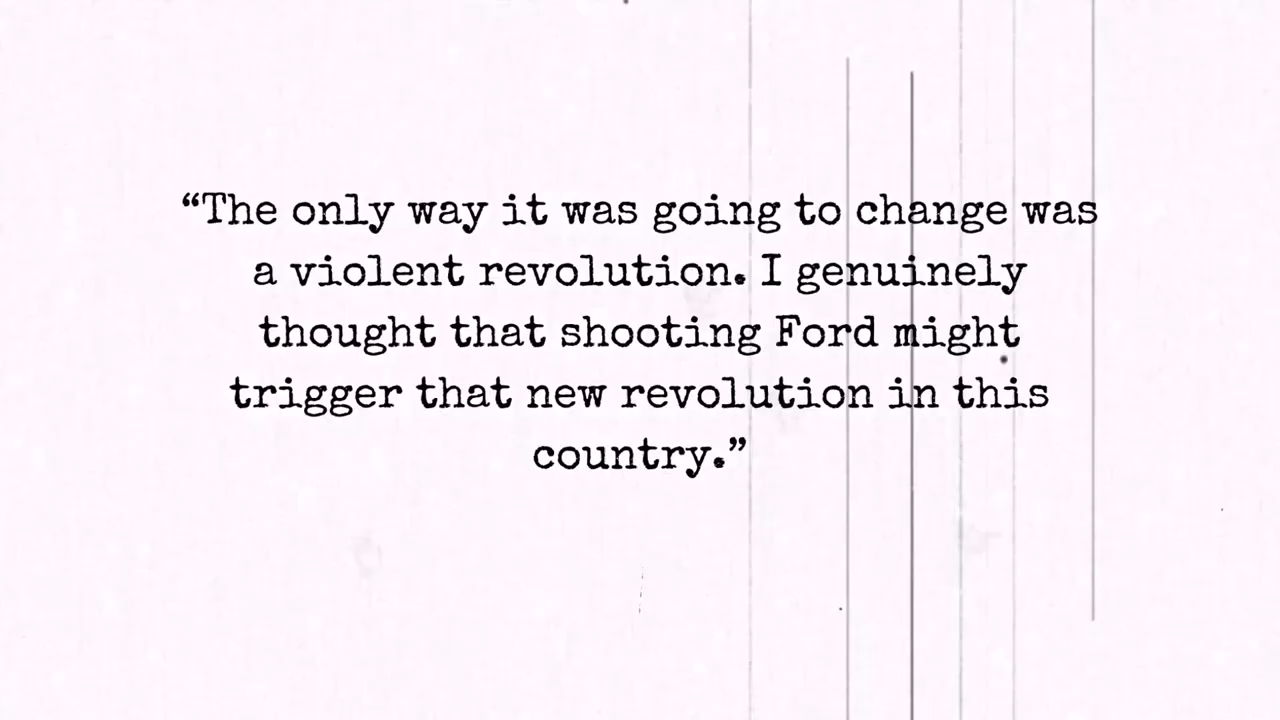 “The only way it was going to change was
a violent revolution. I genuinely
thought that shooting Ford might
trigger that new revolution in this
country.”